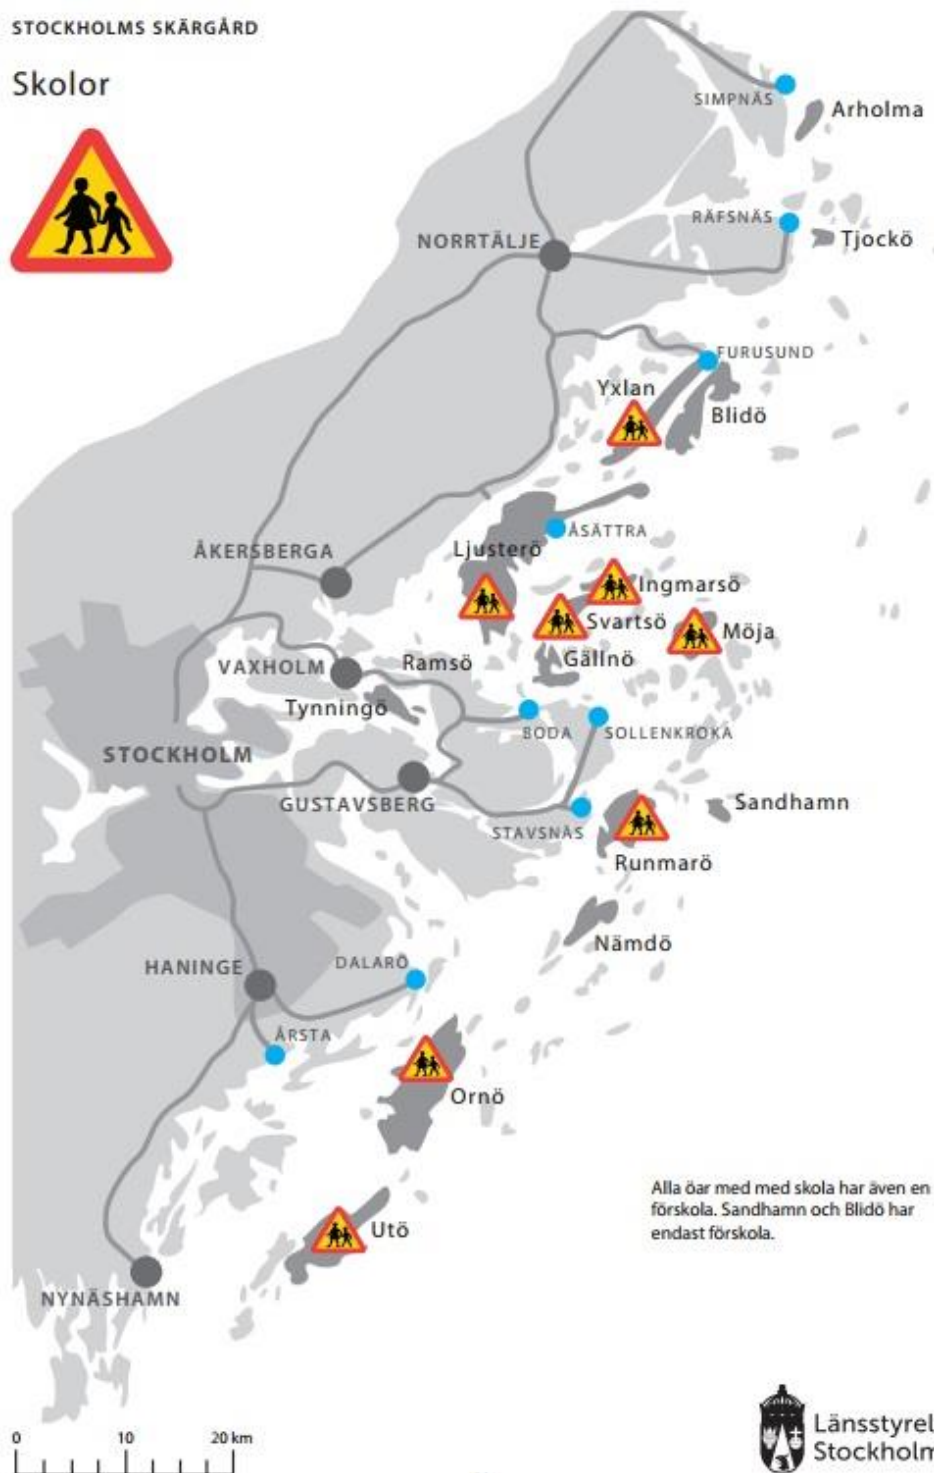 STOCKHOLMS SKÄRGÅRD
Skolor
SIMPNÄS
Arholma
RÄFSNÄS
NORRTÄLJE
Tjockö
FURUSUND
Yxlan
Blidö
ÅSÄTTRA
ÅKERSBERGA
Ljusterö
Ingmarsö
Svartsö
Möja
Ramsö
Gällnö
VAXHOLM
Tynningö
BODA
SOLLENKROKA
STOCKHOLM
GUSTAVSBERG
Sandhamn
STAVSNÄS
Runmarö
Nämdö
HANINGE
DALARÖ
ÅRSTA
Ornö
Alla öar med med skola har även en
förskola. Sandhamn och Blidö har
endast förskola.
Utö
NYNÄSHAMN
0 10 20 km
Länsstyrel
Stockholm